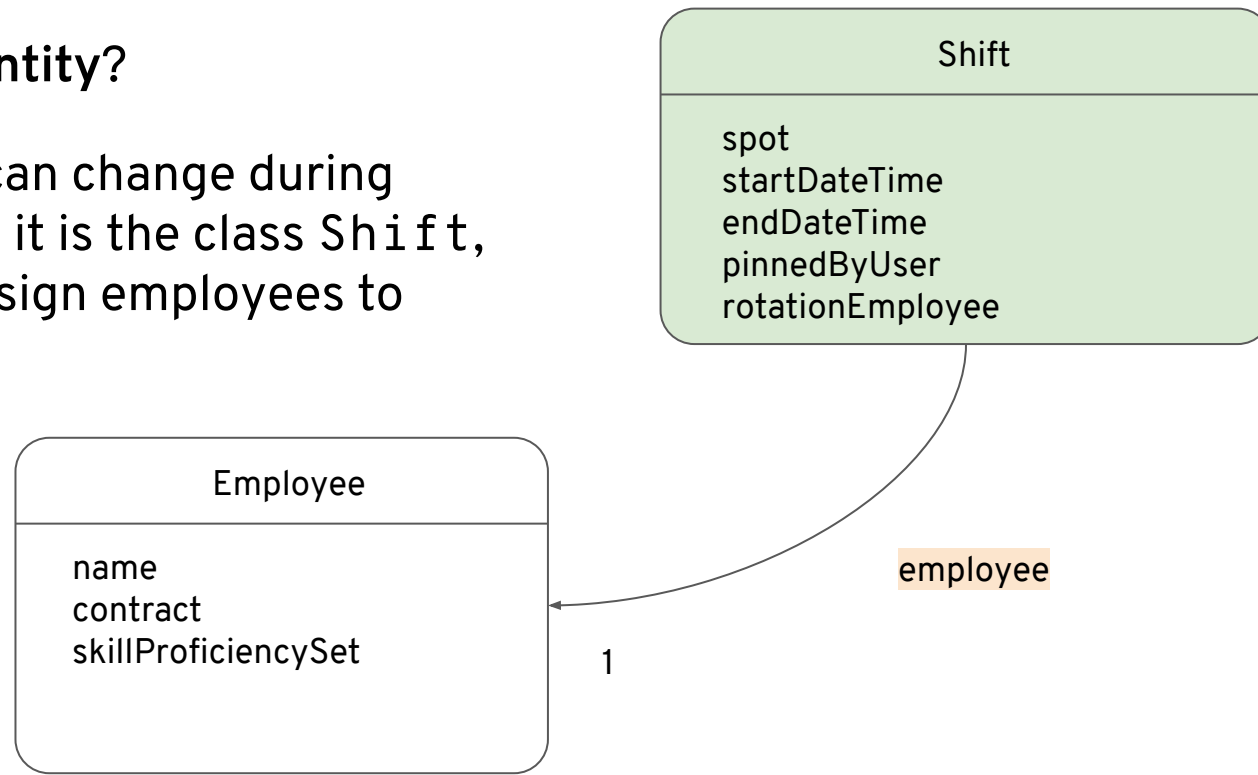 ntity?
can change during
it is the class Shift,
sign employees to
Shift
spot
startDateTime
endDateTime
pinnedByUser
rotationEmployee
Employee
name
contract
skillProficiencySet
employee
1